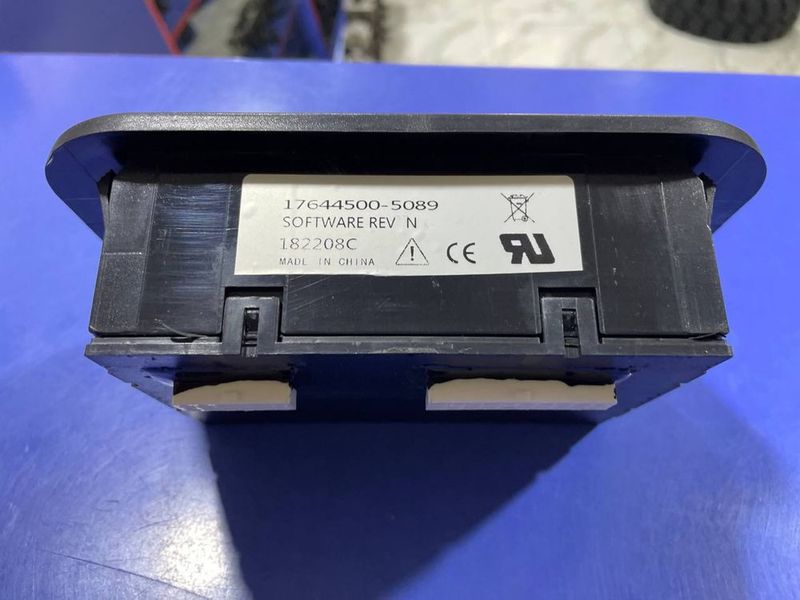 17644500-5089
SOFTWARE REV N
182208C
MADE IN CHINA
CE